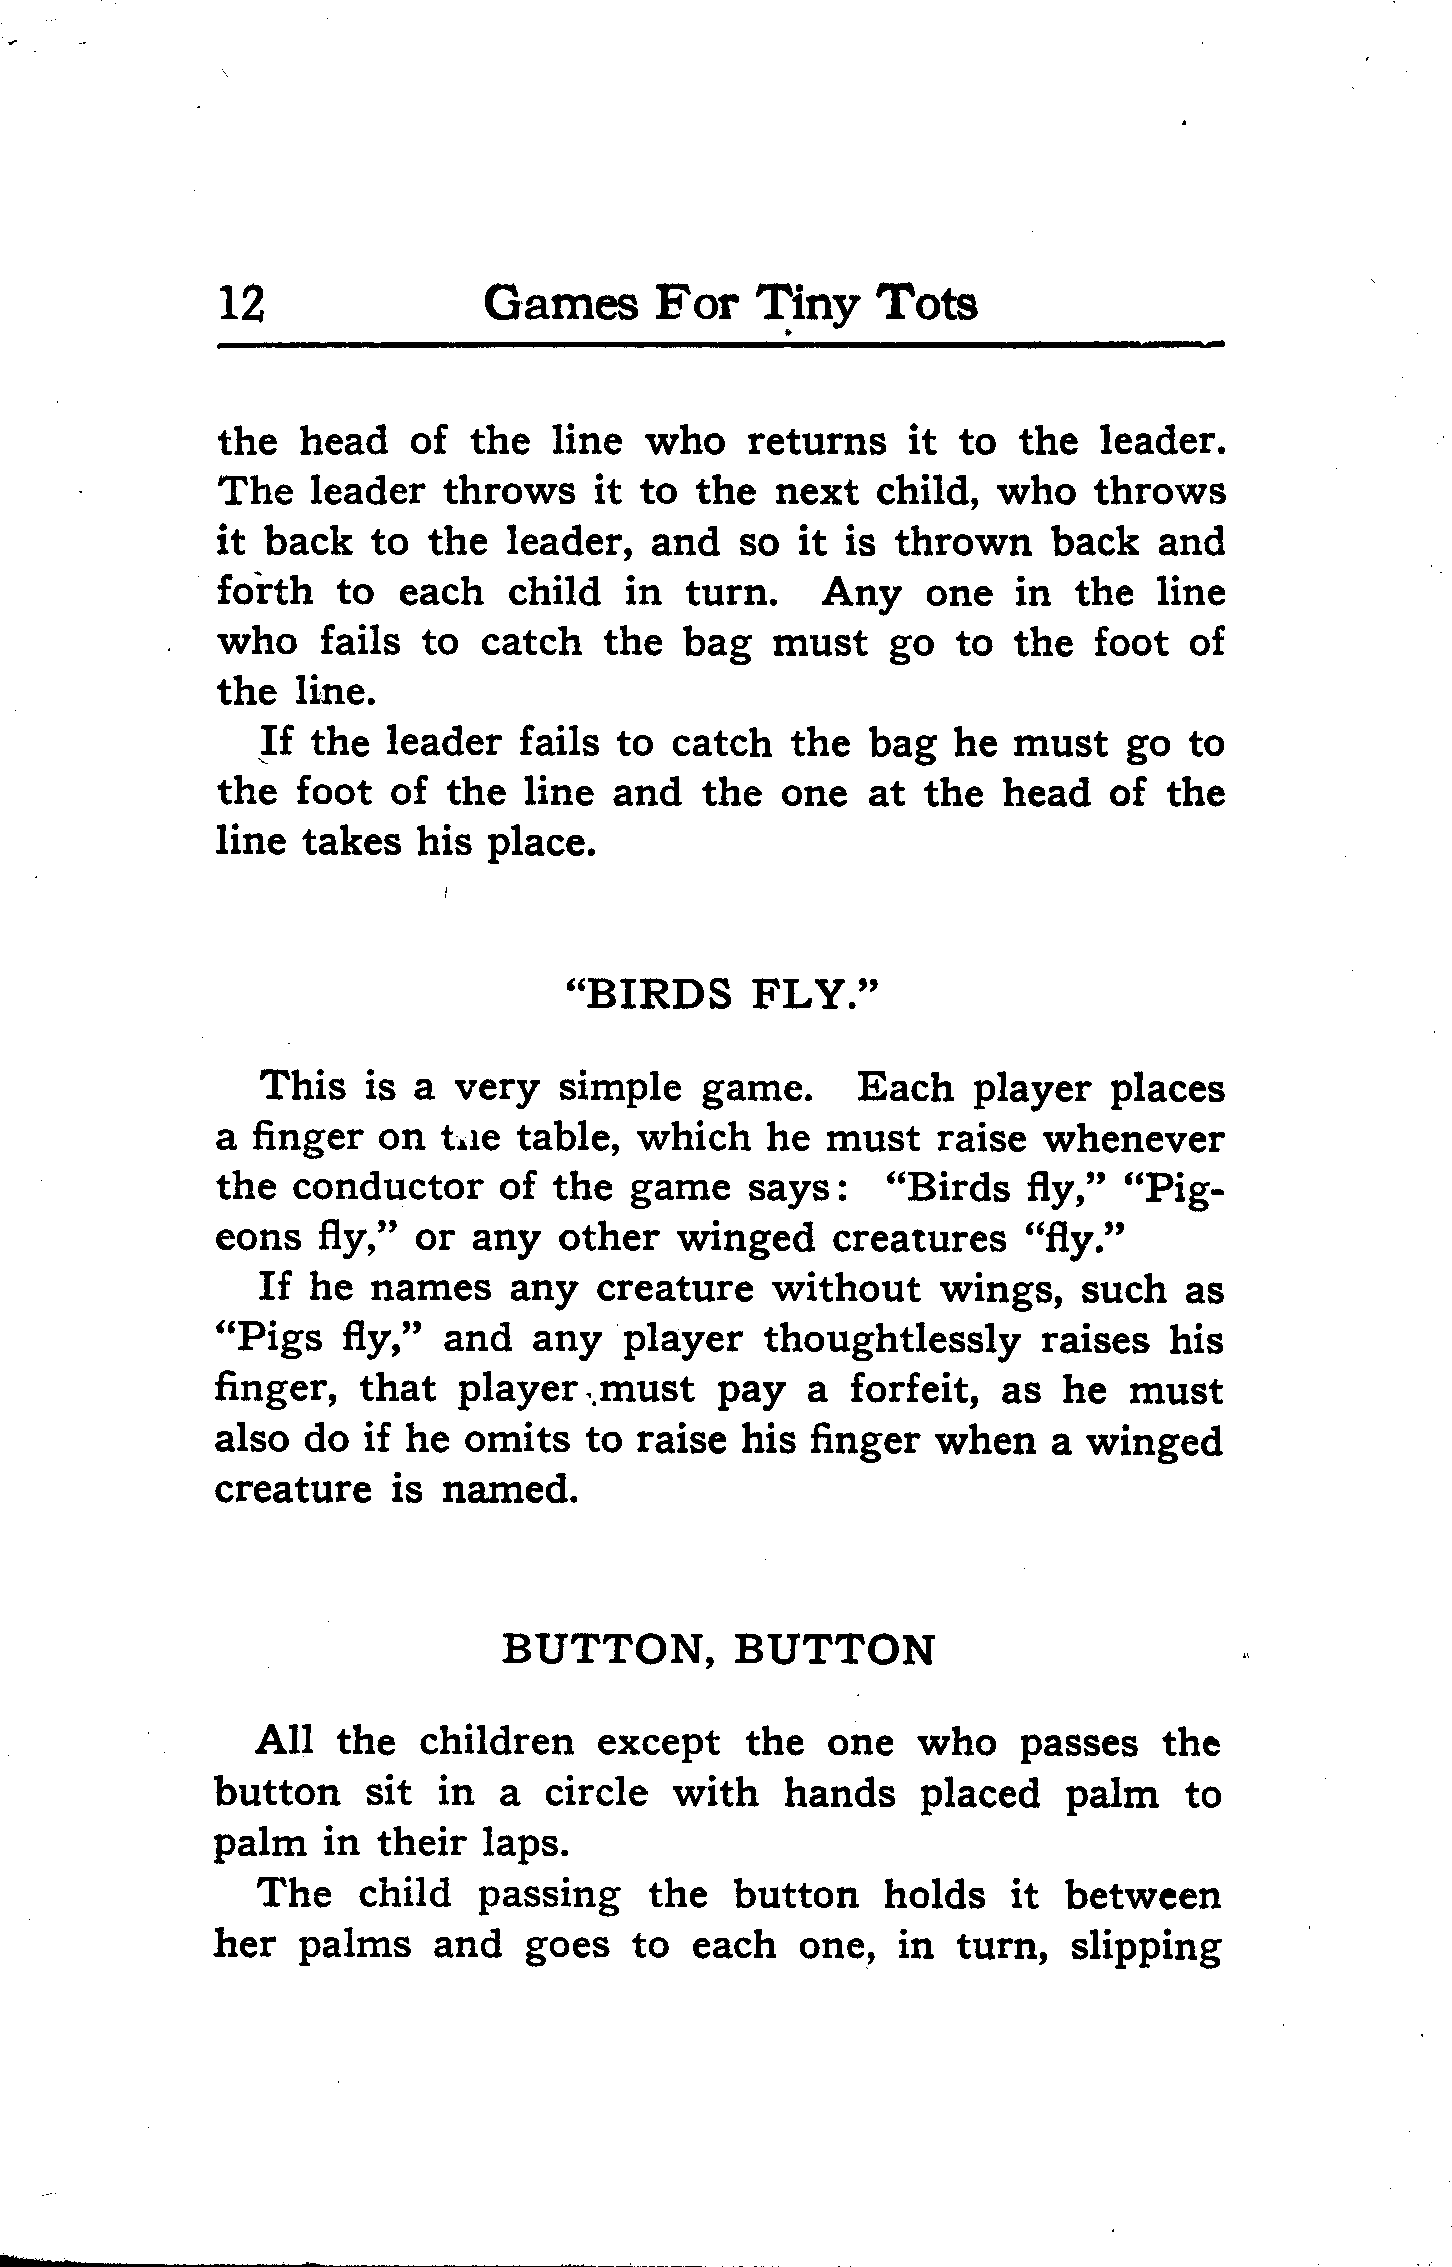 12 Games For Tiny Tots
the head of the line who returns it to the leader.
The leader throws it to the next child, who throws
it back to the leader, and so it is thrown back and
forth to each child in turn. Any one in the line
who fails to catch the bag must go to the foot of
the line.
If the leader fails to catch the bag he must go to
the foot of the line and the one at the head of the
line takes his place.
“BIRDS FLY.”
This is a very simple game. Each player places
a finger on the table, which he must raise whenever
the conductor of the game says: “Birds fly,” “Pig-
eons fly,” or any other winged creatures “fly.”
If he names any creature without wings, such as
“Pigs fly,” and any player thoughtlessly raises his
finger, that player must pay a forfeit, as he must
also do if he omits to raise his finger when a winged
creature is named.
BUTTON, BUTTON
All the children except the one who passes the
button sit in a circle with hands placed palm to
palm in their laps.
The child passing the button holds it between
her palms and goes to each one, in turn, slipping